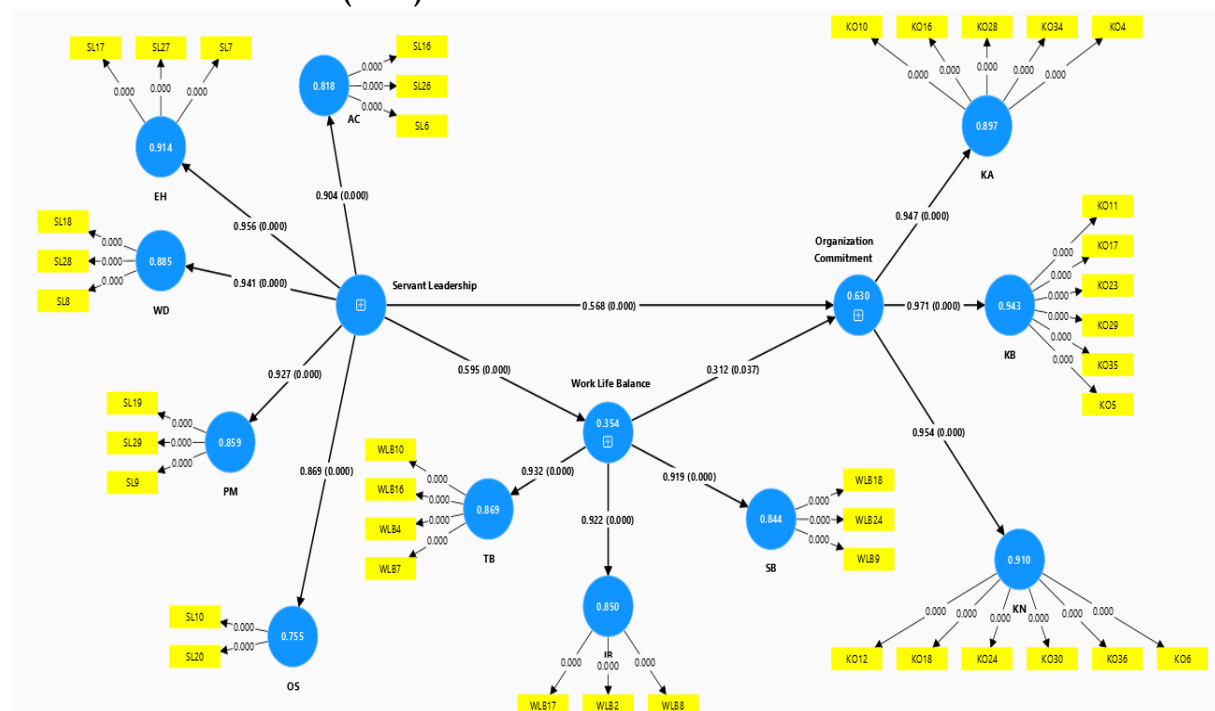 SL17
SL27
SL7
0.000
0.000
0.000
0.914
EH
SL16
SL26
SL6
0.000
0.000
0.000
0.818
AC
KO10
KO16
KO28
KO34
KO4
0.000
0.000
0.000
0.000
0.000
0.897
KA
0.904 (0.000)
0.956 (0.000)
SL18
SL28
SL8
0.000
0.000
0.000
0.885
WD
0.941 (0.000)
Servant Leadership
0.568 (0.000)
Organization
Commitment
0.630
0.947 (0.000)
0.971 (0.000)
KO11
KO17
KO23
KO29
KO35
KO5
0.000
0.000
0.000
0.000
0.000
0.000
0.943
KB
0.927 (0.000)
0.595 (0.000)
Work Life Balance
0.312 (0.037)
0.354
SL19
SL29
SL9
0.000
0.000
0.000
0.859
PM
0.869 (0.000)
WLB10
WLB16
WLB4
WLB7
0.000
0.000
0.000
0.000
0.869
TB
0.932 (0.000)
0.919 (0.000)
0.922 (0.000)
0.954 (0.000)
WLB18
WLB24
WLB9
0.000
0.000
0.000
0.844
SB
SL10
SL20
0.000
0.000
0.755
OS
0.850
0.000
0.000
0.000
WLB17
WLB2
WLB8
0.910
KN
0.000
0.000
0.000
0.000
0.000
0.000
KO12
KO18
KO24
KO30
KO36
KO6